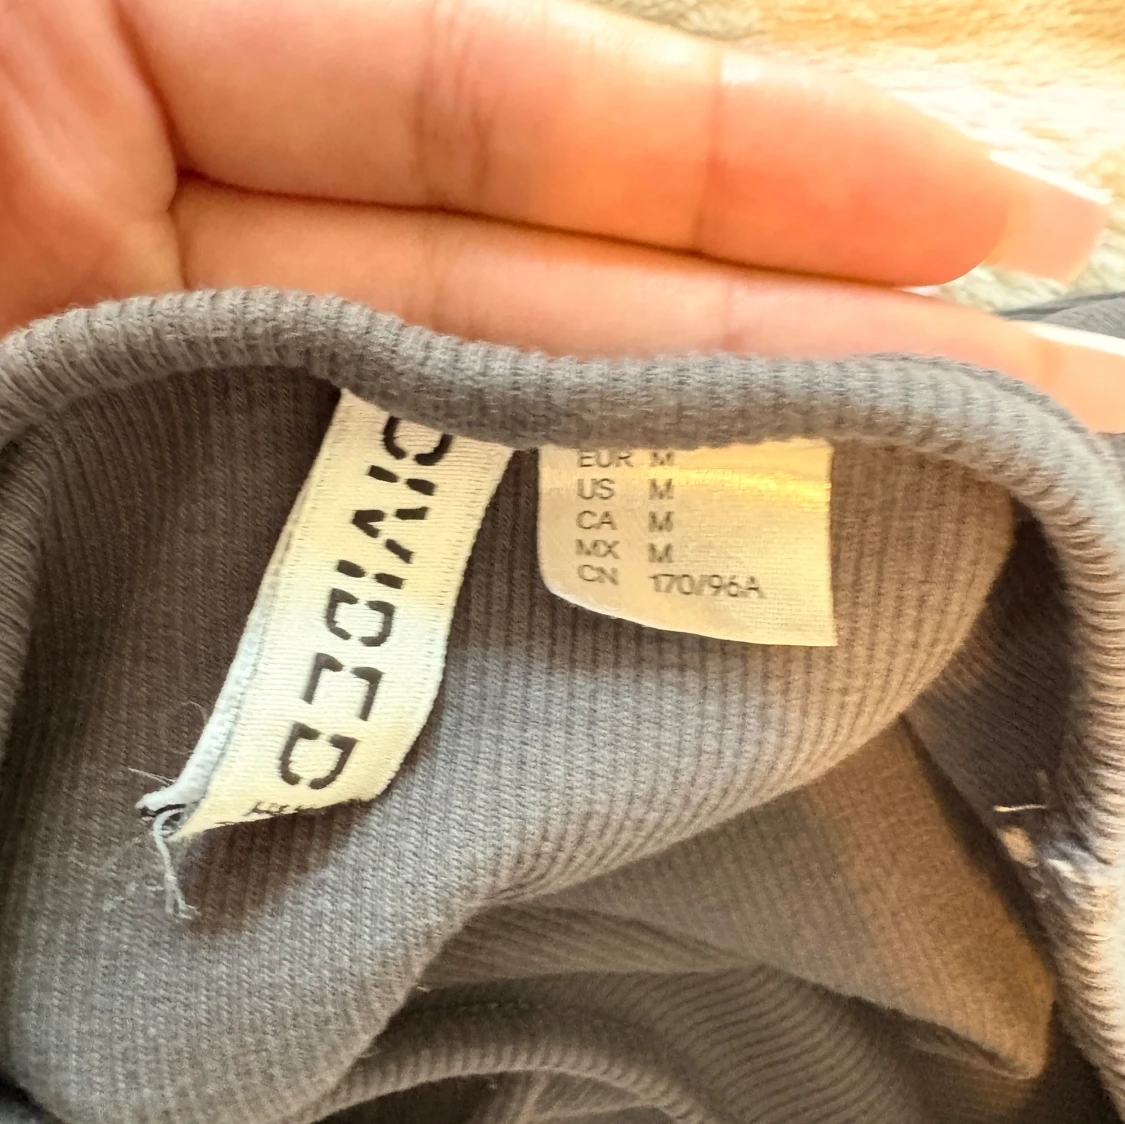 DIVIDED
EUR M
US M
CA M
MX M
CN 170/96A